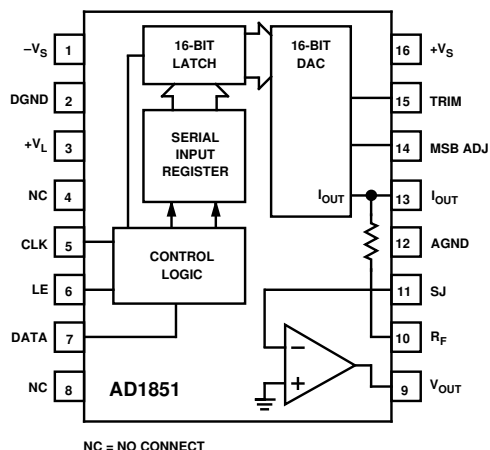 –VS 1
DGND 2
+VL 3
NC 4
CLK 5
LE 6
DATA 7
NC 8
16-BIT
LATCH
SERIAL
INPUT
REGISTER
CONTROL
LOGIC
16-BIT
DAC
IOUT
–
+
AD1851
16 +VS
15 TRIM
14 MSB ADJ
13 IOUT
12 AGND
11 SJ
10 RF
9 VOUT
NC = NO CONNECT